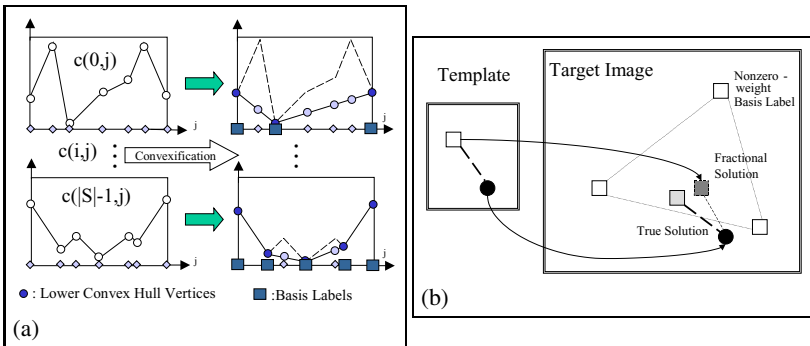 c(0,j)
j
j
c(i,j)
Convexification
c(|S|-1,j)
j
j
: Lower Convex Hull Vertices
:Basis Labels
(a)
Template
Target Image
Nonzero -
weight
Basis Label
Fractional
Solution
True Solution
(b)